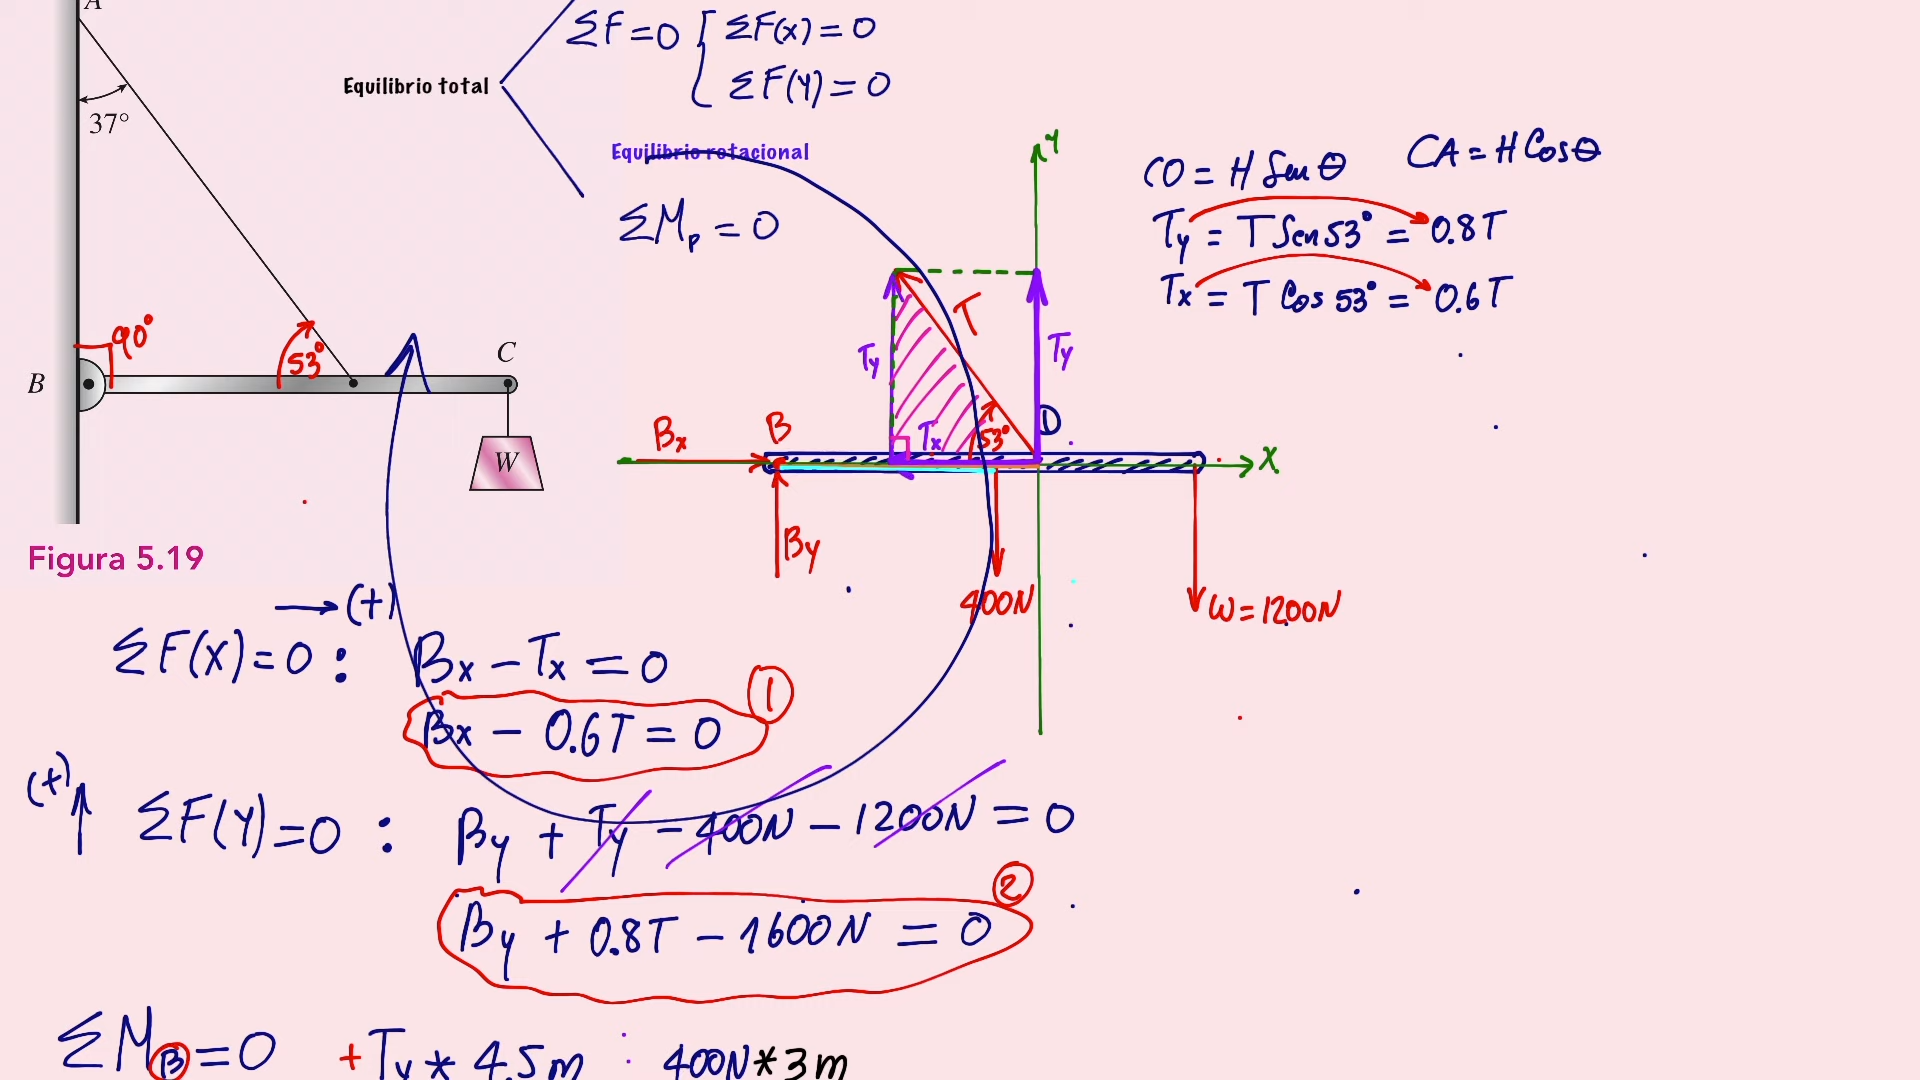 A
37°
90°
53°
B
C
W
Figura 5.19
Equilibrio total
ΣF=0 { ΣF(x)=0
ΣF(Y)=0
Equilibrio rotacional
ΣMp=0
Y
CO = H Sen θ
CA = H Cos θ
Ty = T Sen 53° = 0.8T
Tx = T Cos 53° = 0.6T
T
Ty
Ty
Tx
53°
D
Bx
B
X
By
400N
W=1200N
→(+)
ΣF(X)=0 : Bx - Tx = 0
1
Bx - 0.6T = 0
(+)
ΣF(Y)=0 : By + Ty - 400N - 1200N = 0
2
By + 0.8T - 1600N = 0
ΣMB=0 +Ty * 4.5m 400N*3m